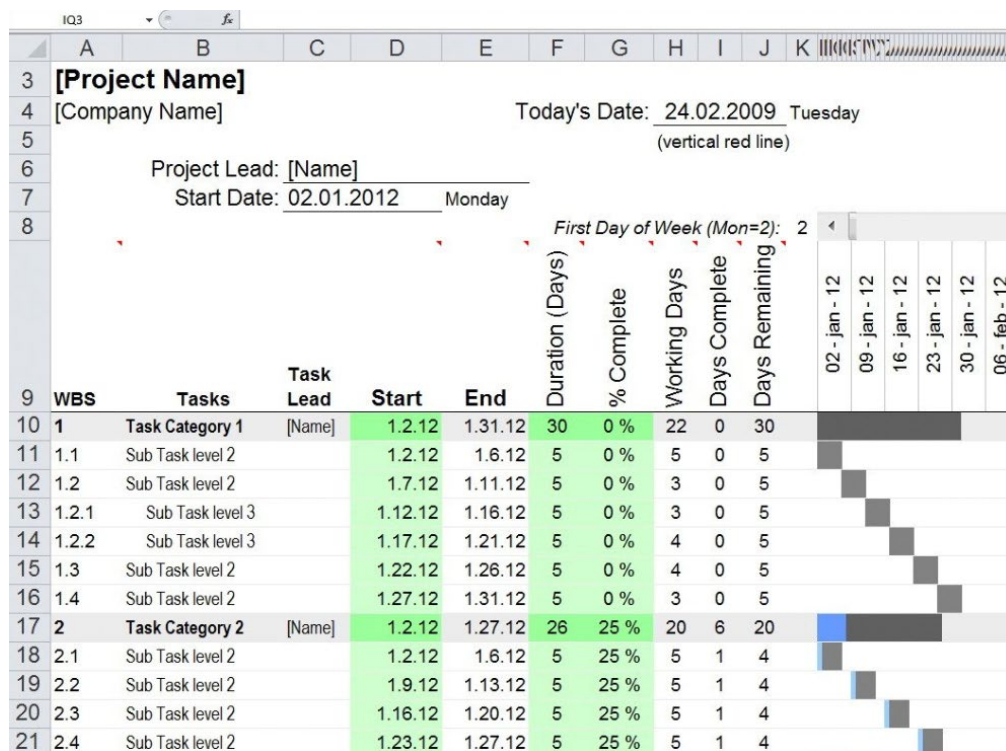 IQ3 fx
A B C D E F G H I J K
3 [Project Name]
4 [Company Name] Today's Date: 24.02.2009 Tuesday
5 (vertical red line)
6 Project Lead: [Name]
7 Start Date: 02.01.2012 Monday
8 First Day of Week (Mon=2): 2
9 WBS Tasks Task Lead Start End Duration (Days) % Complete Working Days Days Complete Days Remaining 02 - jan - 12 09 - jan - 12 16 - jan - 12 23 - jan - 12 30 - jan - 12 06 - feb - 12
10 1 Task Category 1 [Name] 1.2.12 1.31.12 30 0 % 22 0 30
11 1.1 Sub Task level 2 1.2.12 1.6.12 5 0 % 5 0 5
12 1.2 Sub Task level 2 1.7.12 1.11.12 5 0 % 3 0 5
13 1.2.1 Sub Task level 3 1.12.12 1.16.12 5 0 % 3 0 5
14 1.2.2 Sub Task level 3 1.17.12 1.21.12 5 0 % 4 0 5
15 1.3 Sub Task level 2 1.22.12 1.26.12 5 0 % 4 0 5
16 1.4 Sub Task level 2 1.27.12 1.31.12 5 0 % 3 0 5
17 2 Task Category 2 [Name] 1.2.12 1.27.12 26 25 % 20 6 20
18 2.1 Sub Task level 2 1.2.12 1.6.12 5 25 % 5 1 4
19 2.2 Sub Task level 2 1.9.12 1.13.12 5 25 % 5 1 4
20 2.3 Sub Task level 2 1.16.12 1.20.12 5 25 % 5 1 4
21 2.4 Sub Task level 2 1.23.12 1.27.12 5 25 % 5 1 4